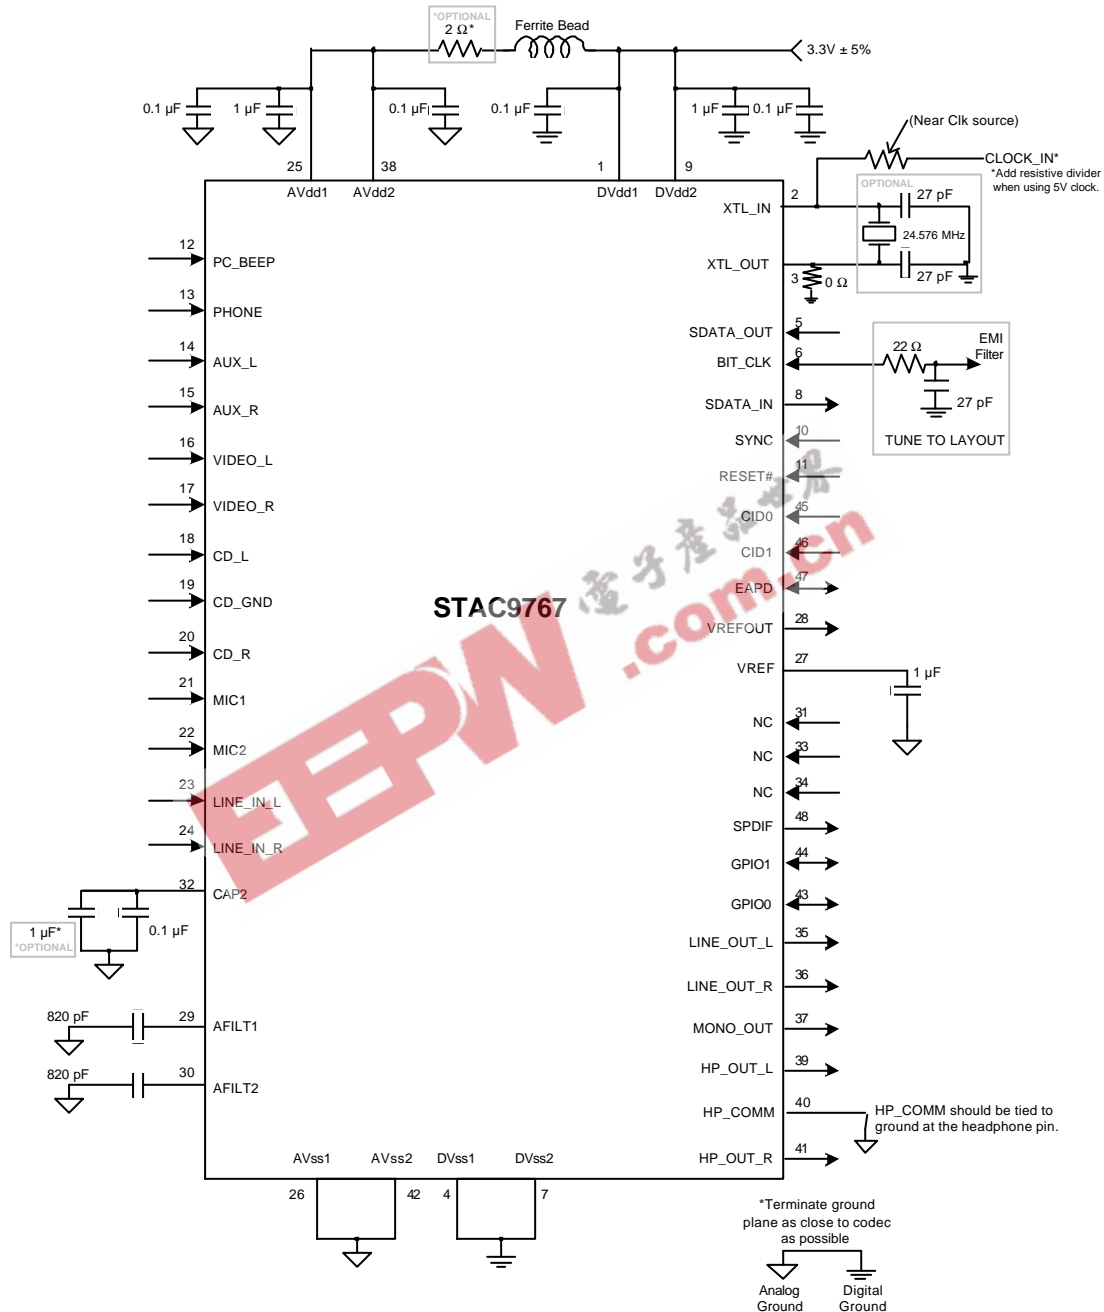 *OPTIONAL
2 Ω*
Ferrite Bead
3.3V ± 5%
0.1 µF
1 µF
0.1 µF
0.1 µF
1 µF
0.1 µF
25
38
1
9
AVdd1
AVdd2
DVdd1
DVdd2
(Near Clk source)
CLOCK_IN*
*Add resistive divider
when using 5V clock.
OPTIONAL
27 pF
24.576 MHz
27 pF
2
XTL_IN
XTL_OUT
3
0 Ω
12
PC_BEEP
13
PHONE
14
AUX_L
15
AUX_R
16
VIDEO_L
17
VIDEO_R
18
CD_L
19
CD_GND
20
CD_R
21
MIC1
22
MIC2
23
LINE_IN_L
24
LINE_IN_R
32
CAP2
1 µF*
*OPTIONAL
0.1 µF
820 pF
29
AFILT1
820 pF
30
AFILT2
STAC9767
電子產品世界
EEPW
.com.cn
SDATA_OUT
5
BIT_CLK
6
22 Ω
EMI
Filter
27 pF
TUNE TO LAYOUT
SDATA_IN
8
SYNC
10
RESET#
11
CID0
45
CID1
46
EAPD
47
VREFOUT
28
VREF
27
1 µF
NC
31
NC
33
NC
34
SPDIF
48
GPIO1
44
GPIO0
43
LINE_OUT_L
35
LINE_OUT_R
36
MONO_OUT
37
HP_OUT_L
39
HP_COMM
40
HP_COMM should be tied to
ground at the headphone pin.
HP_OUT_R
41
AVss1
AVss2
DVss1
DVss2
26
42
4
7
*Terminate ground
plane as close to codec
as possible
Analog
Ground
Digital
Ground